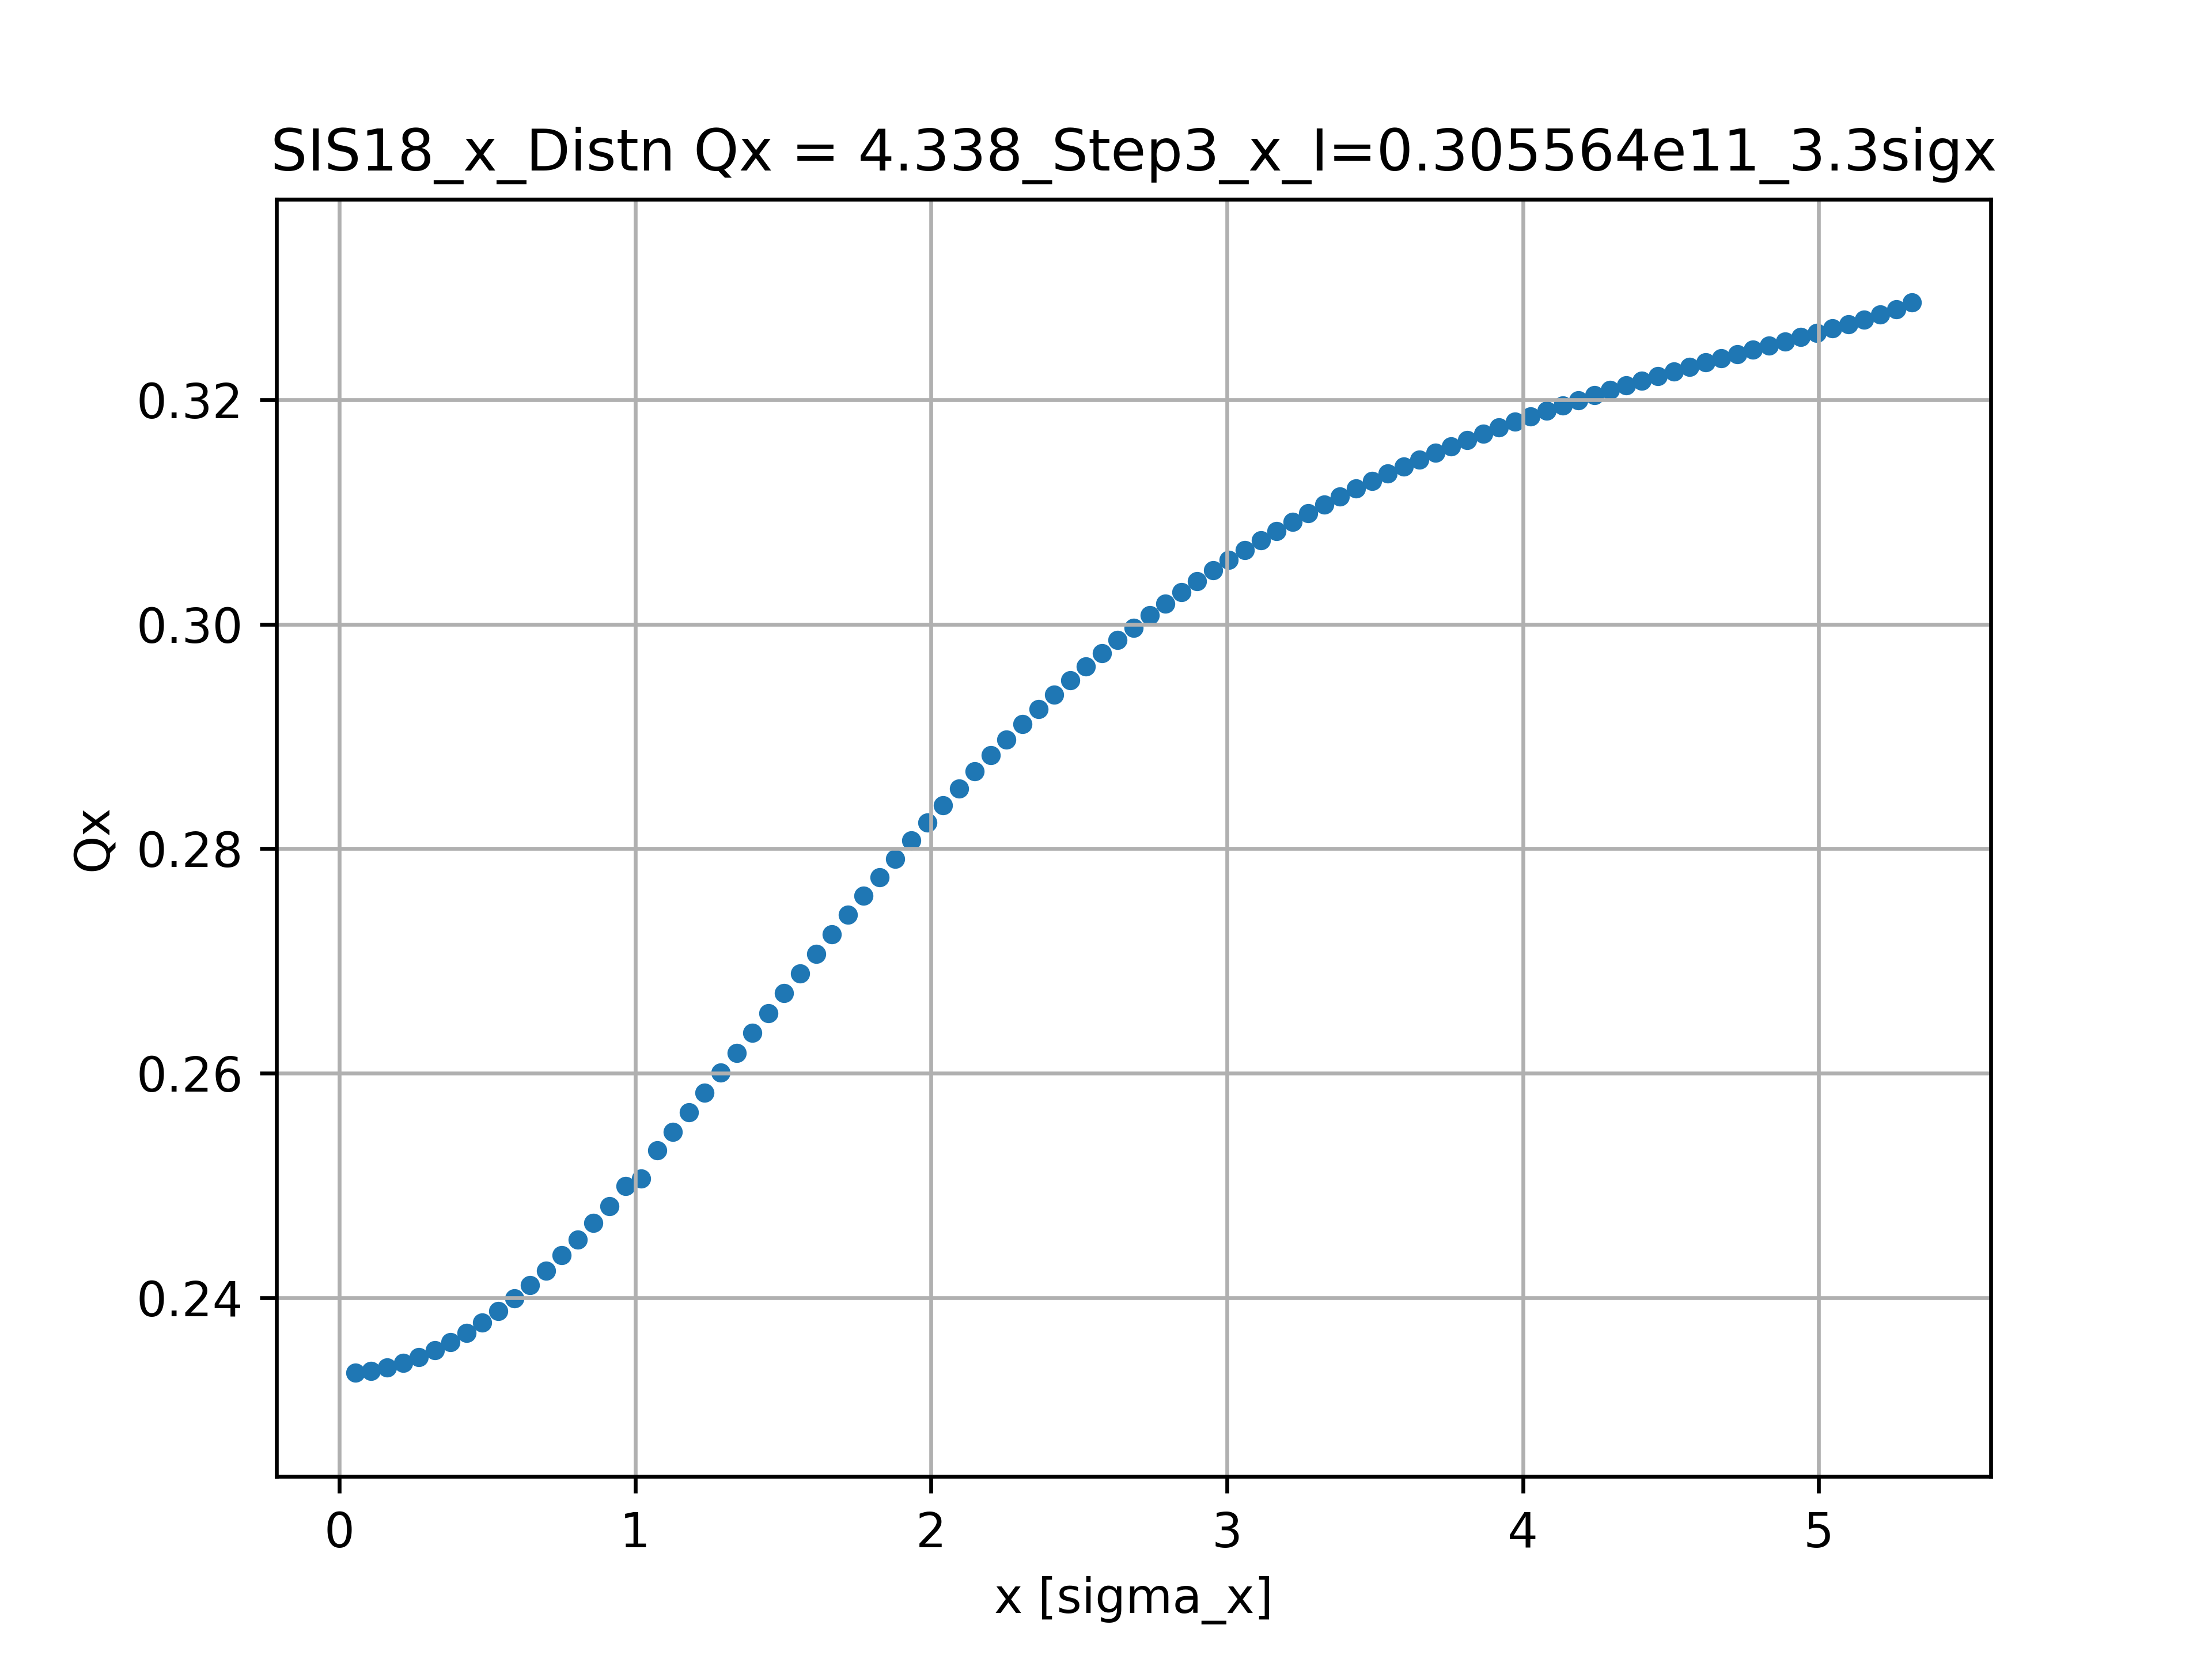 SIS18_x_Distn Qx = 4.338_Step3_x_I=0.305564e11_3.3sigx
0.32
0.30
0.28
0.26
0.24
Qx
0 1 2 3 4 5
x [sigma_x]